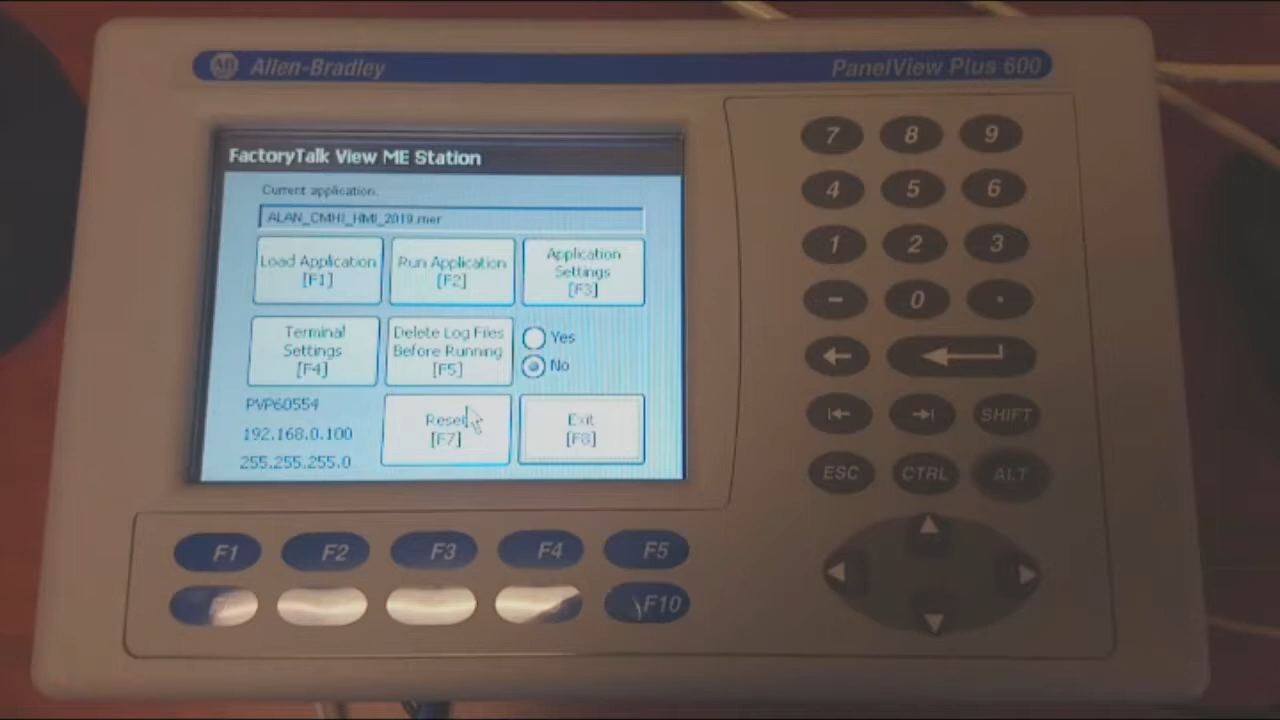 AB Allen-Bradley
PanelView Plus 600
FactoryTalk View ME Station
Current application.
ALAN_CMHI_HMI_2019.mer
Load Application
[F1]
Run Application
[F2]
Application
Settings
[F3]
Terminal
Settings
[F4]
Delete Log Files
Before Running
[F5]
Yes
No
PVP60554
192.168.0.100
255.255.255.0
Reset
[F7]
Exit
[F8]
7 8 9
4 5 6
1 2 3
- 0 .
SHIFT
ESC CTRL ALT
F1 F2 F3 F4 F5
F10